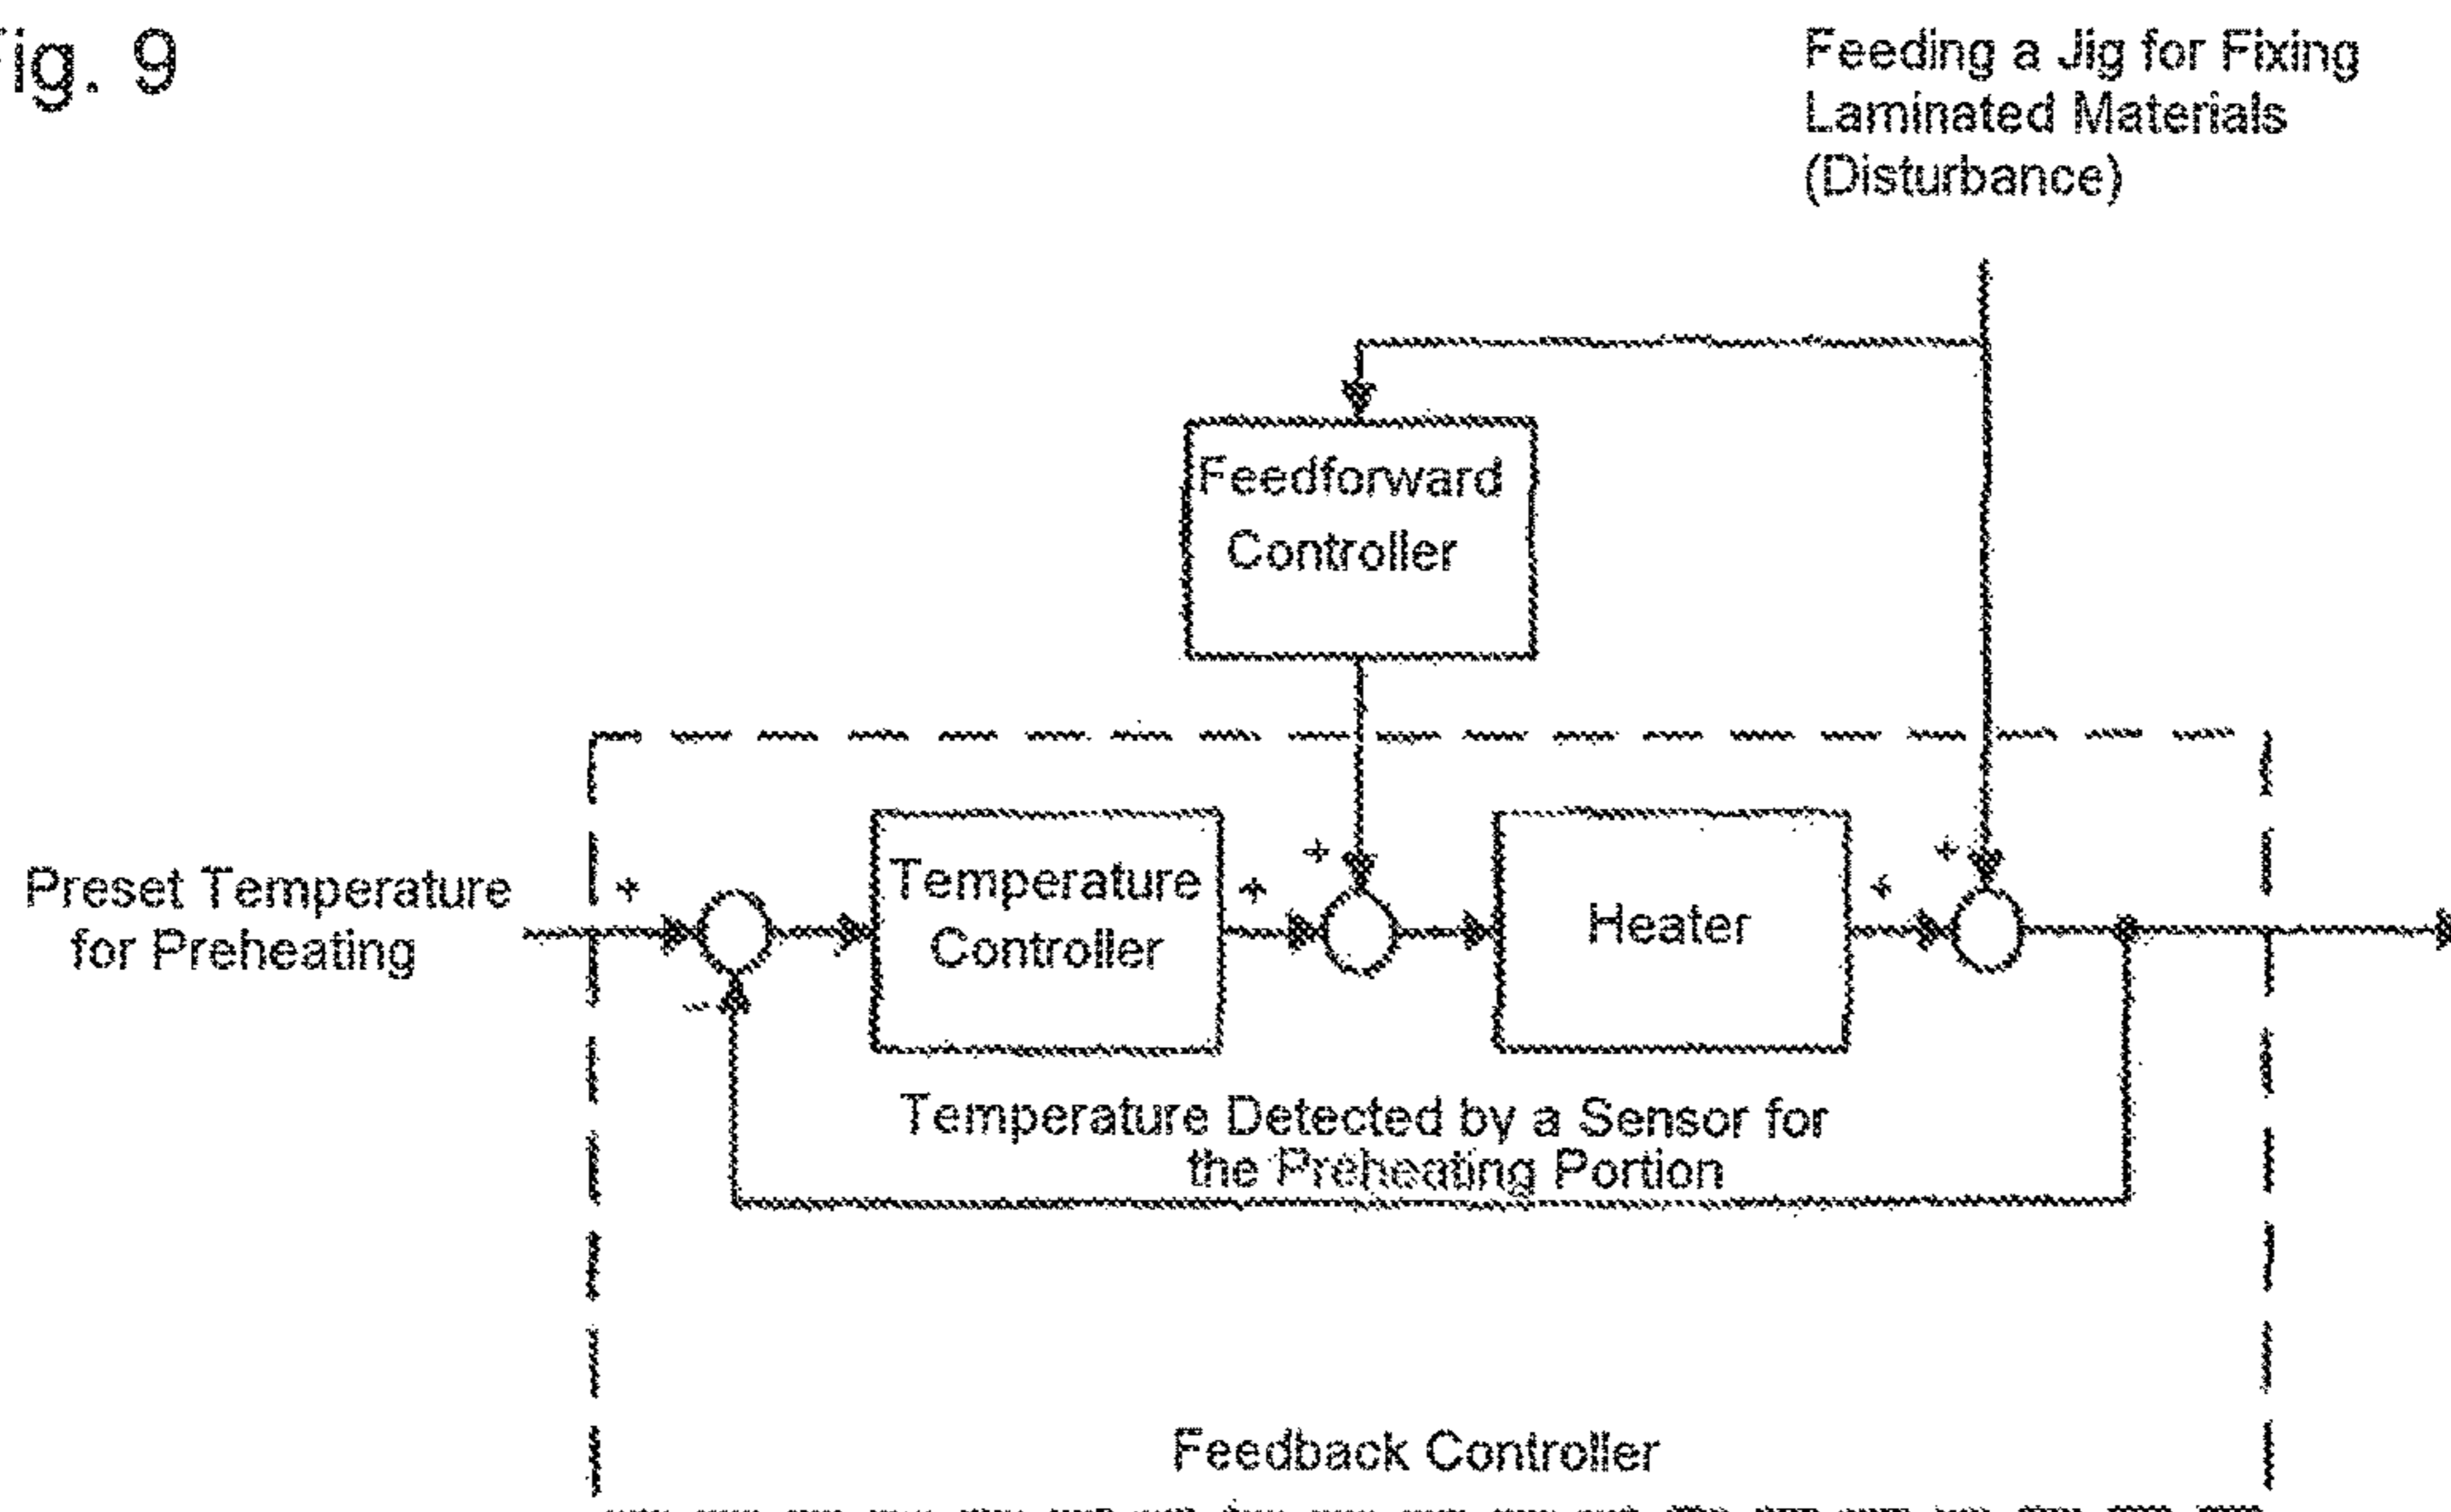 ig. 9
Feeding a Jig for Fixing
Laminated Materials
(Disturbance)
Feedforward
Controller
+
+
Preset Temperature
for Preheating
+
Temperature
Controller
+
Heater
+
-
Temperature Detected by a Sensor for
the Preheating Portion
Feedback Controller